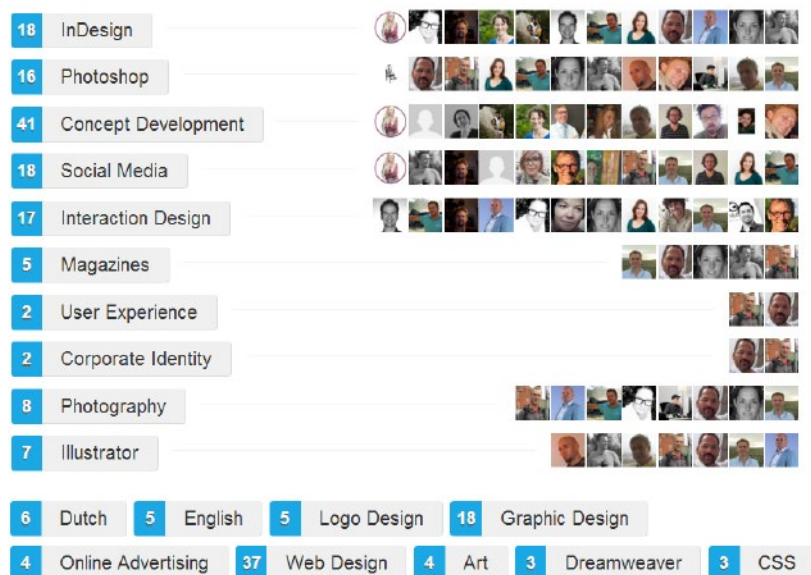 18 InDesign
16 Photoshop
41 Concept Development
18 Social Media
17 Interaction Design
5 Magazines
2 User Experience
2 Corporate Identity
8 Photography
7 Illustrator
6 Dutch 5 English 5 Logo Design 18 Graphic Design
4 Online Advertising 37 Web Design 4 Art 3 Dreamweaver 3 CSS